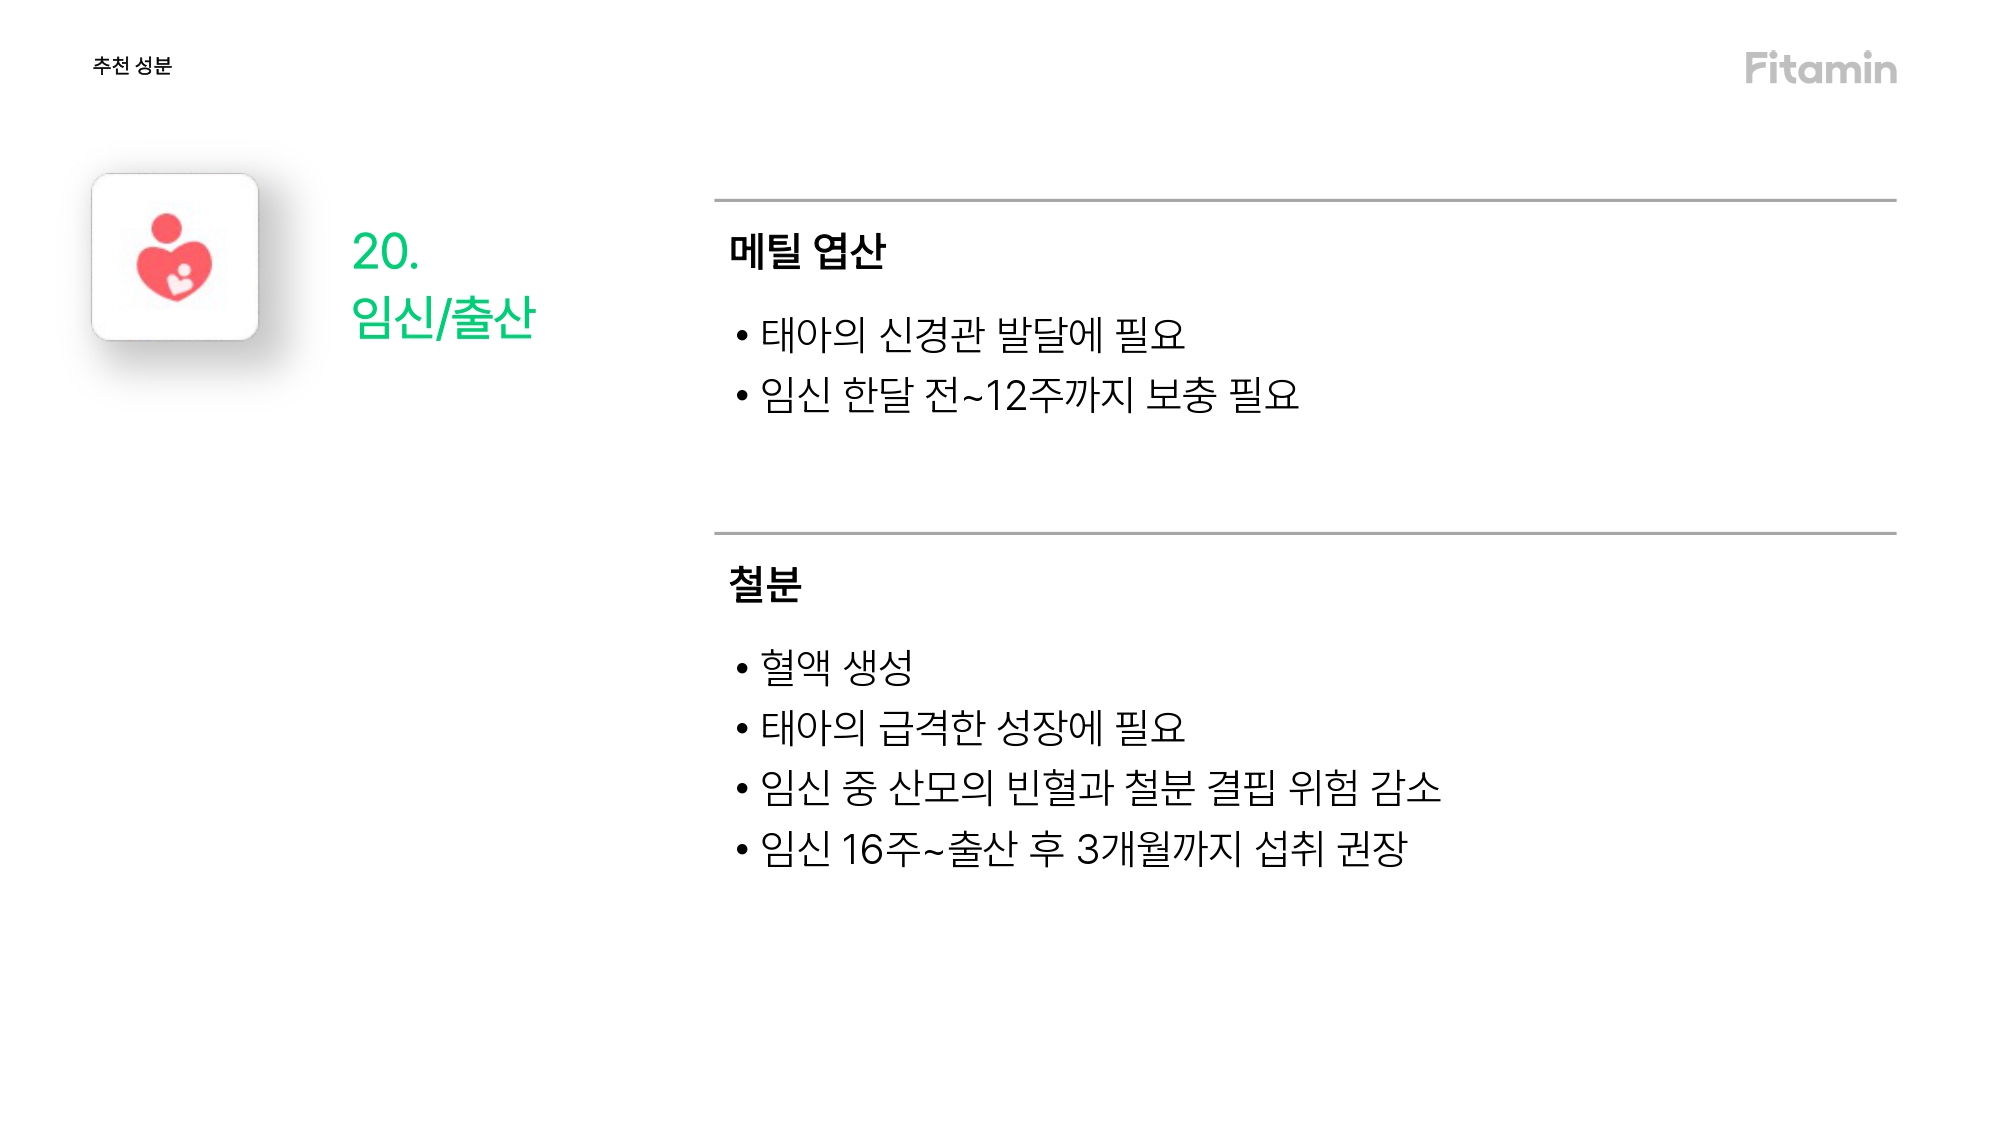 추천 성분
Fitamin
20.
임신/출산
메틸 엽산
• 태아의 신경관 발달에 필요
• 임신 한달 전~12주까지 보충 필요
철분
• 혈액 생성
• 태아의 급격한 성장에 필요
• 임신 중 산모의 빈혈과 철분 결핍 위험 감소
• 임신 16주~출산 후 3개월까지 섭취 권장